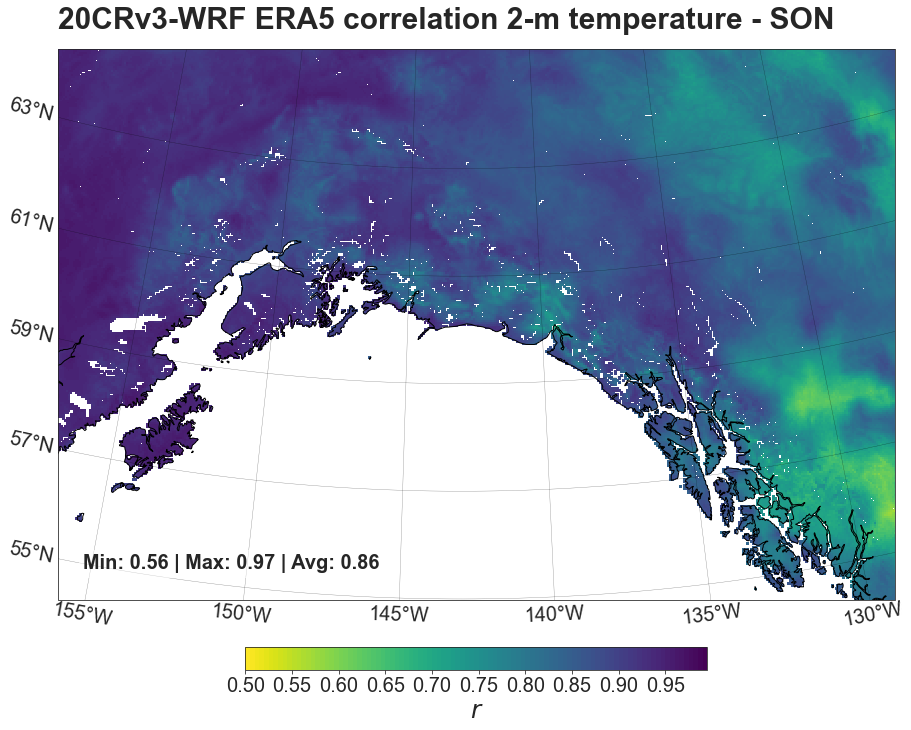 20CRv3-WRF ERA5 correlation 2-m temperature - SON
63°N
61°N
59°N
57°N
55°N
Min: 0.56 | Max: 0.97 | Avg: 0.86
155°W 150°W 145°W 140°W 135°W 130°W
0.50 0.55 0.60 0.65 0.70 0.75 0.80 0.85 0.90 0.95
r